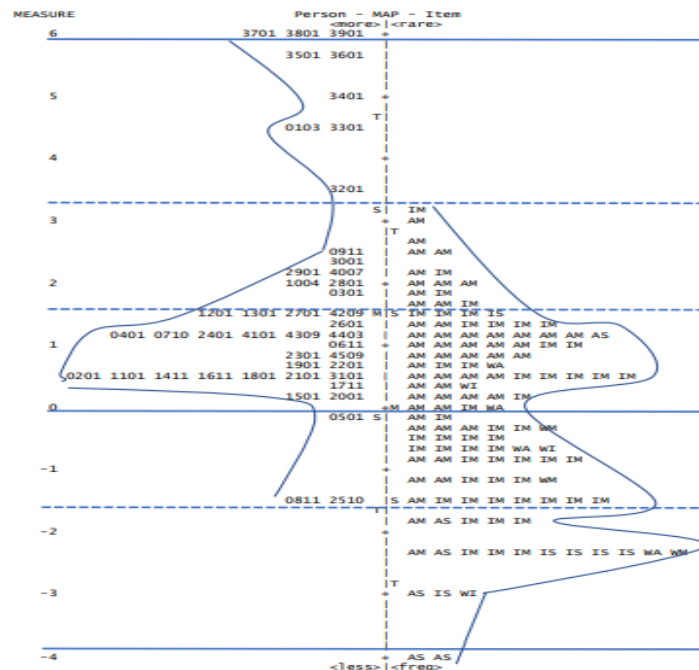 MEASURE Person - MAP - Item
<more>|<rare>
6 3701 3801 3901 +
3501 3601
3401
5 +
T
0103 3301
4 +
3201
S| IM
3 + AM
|T
| AM
0911 AM AM
3001
2901 4007 AM IM
2 1004 2801 + AM AM AM
0301 AM IM
AM AM IM
1201 1301 2701 4209 M|S IM IM IM IS
2601 AM AM IM IM IM IM
0401 0710 2401 4101 4309 4403 AM AM AM AM AM AM AM AS
1 0611 + AM AM AM AM AM IM IM
2301 4509 AM AM AM AM AM
1901 2201 AM IM IM WA
0201 1101 1411 1611 1801 2101 3101 AM AM AM AM IM IM IM IM IM
1711 AM AM WI
1501 2001 AM AM AM AM IM
0 +M AM AM IM WA
0501 S| AM IM
AM AM AM IM IM WM
IM IM IM IM
IM IM IM IM WA WI
AM AM IM IM IM IM IM
-1 +
AM AM IM IM IM WM
0811 2510 |S AM IM IM IM IM IM IM IM
T|
AM AS IM IM IM
-2 +
AM AS IM IM IM IS IS IS IS WA WM
|T
-3 + AS IS WI
-4 + AS AS
<less>|<freq>